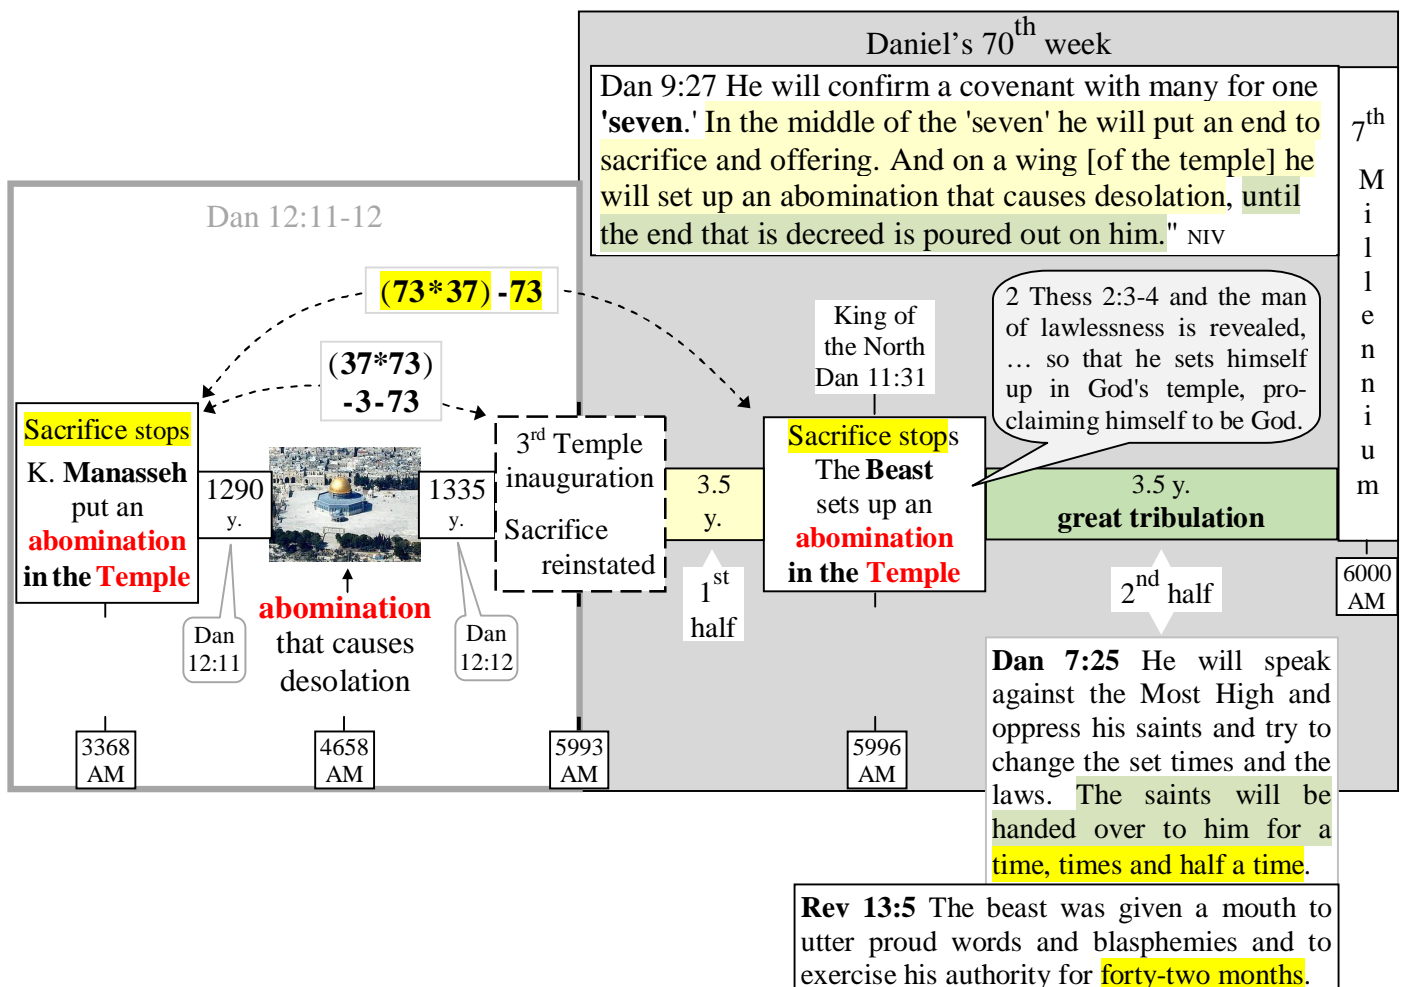 Daniel's 70th week
Dan 9:27 He will confirm a covenant with many for one
'seven.' In the middle of the 'seven' he will put an end to
sacrifice and offering. And on a wing [of the temple] he
will set up an abomination that causes desolation, until
the end that is decreed is poured out on him." NIV
7th
M
i
l
l
e
n
n
i
u
m
Dan 12:11-12
(73*37) -73
(37*73)
-3-73
King of
the North
Dan 11:31
2 Thess 2:3-4 and the man
of lawlessness is revealed,
… so that he sets himself
up in God's temple, pro-
claiming himself to be God.
Sacrifice stops
K. Manasseh
put an
abomination
in the Temple
1290
y.
1335
y.
3rd Temple
inauguration
Sacrifice
reinstated
3.5
y.
Sacrifice stops
The Beast
sets up an
abomination
in the Temple
3.5 y.
great tribulation
6000
AM
Dan
12:11
abomination
that causes
desolation
Dan
12:12
1st
half
2nd half
3368
AM
4658
AM
5993
AM
5996
AM
Dan 7:25 He will speak
against the Most High and
oppress his saints and try to
change the set times and the
laws. The saints will be
handed over to him for a
time, times and half a time.
Rev 13:5 The beast was given a mouth to
utter proud words and blasphemies and to
exercise his authority for forty-two months.